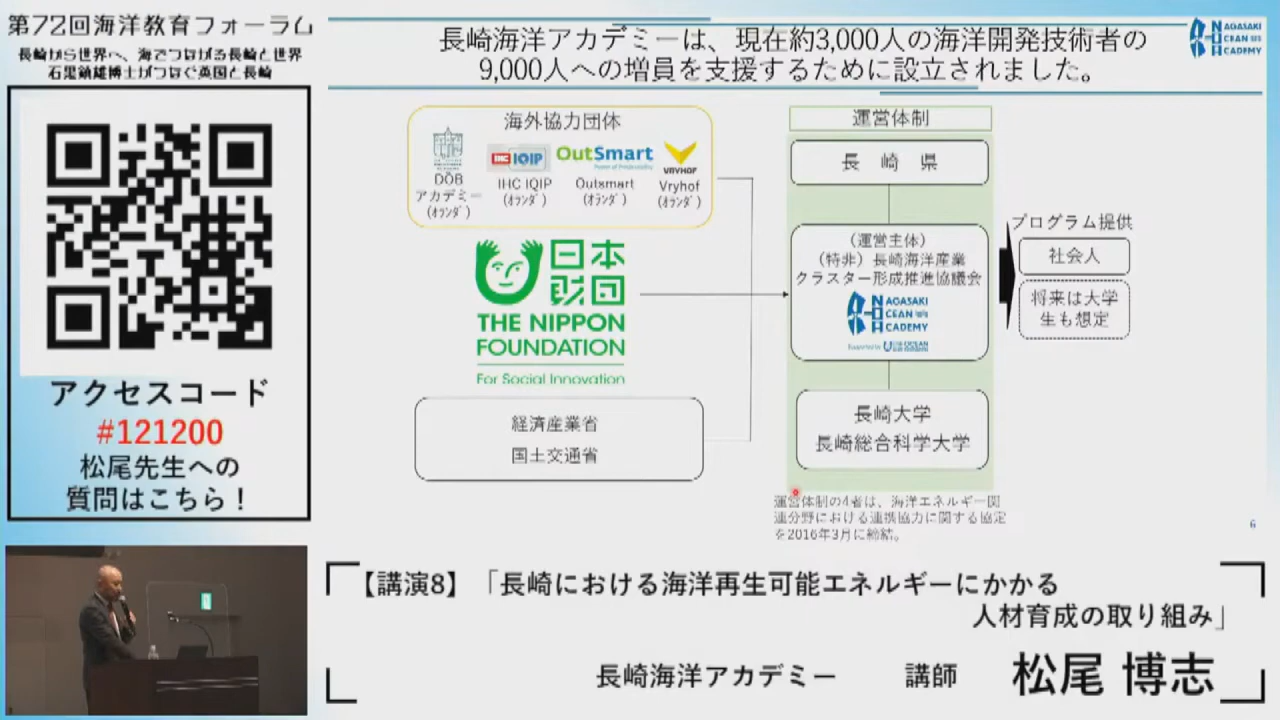 第72回海洋教育フォーラム
長崎から世界へ、海でつながる長崎と世界
石黒鎮雄博士がつなぐ英国と長崎
アクセスコード
#121200
松尾先生への
質問はこちら！
長崎海洋アカデミーは、現在約3,000人の海洋開発技術者の
9,000人への増員を支援するために設立されました。
NAGASAKI
OCEAN
ACADEMY
海外協力団体
DOB
アカデミー
(ｵﾗﾝﾀﾞ)
IHC IQIP
IHC IQIP
(ｵﾗﾝﾀﾞ)
OutSmart
Outsmart
(ｵﾗﾝﾀﾞ)
VRYHOF
Vryhof
(ｵﾗﾝﾀﾞ)
日本
財団
THE NIPPON
FOUNDATION
For Social Innovation
経済産業省
国土交通省
運営体制
長 崎 県
（運営主体）
（特非）長崎海洋産業
クラスター形成推進協議会
NAGASAKI
OCEAN
ACADEMY
Supported by
長崎大学
長崎総合科学大学
プログラム提供
社会人
将来は大学
生も想定
運営体制の4者は、海洋エネルギー関
連分野における連携協力に関する協定
を2016年3月に締結。
6
【講演8】「長崎における海洋再生可能エネルギーにかかる
人材育成の取り組み」
長崎海洋アカデミー 講師 松尾 博志